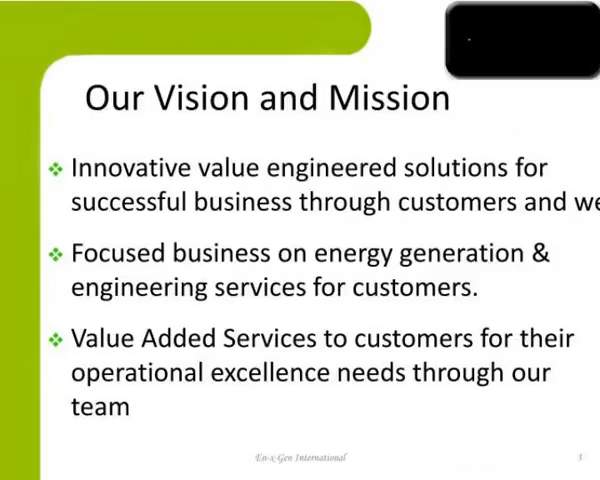 Our Vision and Mission
Innovative value engineered solutions for
successful business through customers and we
Focused business on energy generation &
engineering services for customers.
Value Added Services to customers for their
operational excellence needs through our
team
En-x-Gen International
3